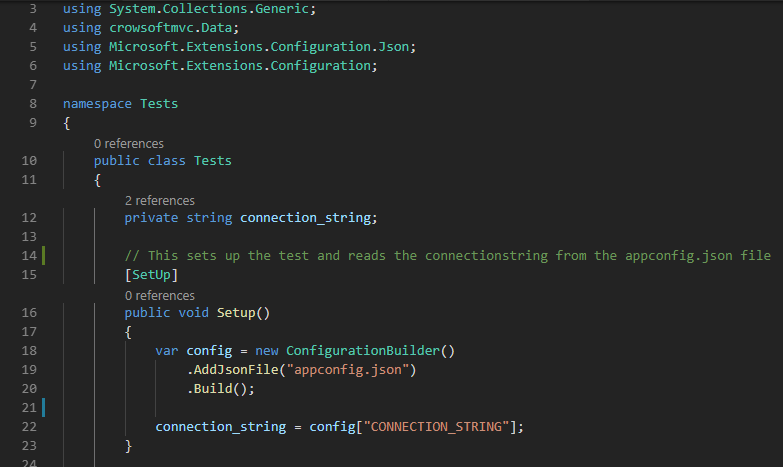 3 using System.Collections.Generic;
4 using crowsoftmvc.Data;
5 using Microsoft.Extensions.Configuration.Json;
6 using Microsoft.Extensions.Configuration;
7
8 namespace Tests
9 {
0 references
10 public class Tests
11 {
2 references
12 private string connection_string;
13
14 // This sets up the test and reads the connectionstring from the appconfig.json file
15 [SetUp]
0 references
16 public void Setup()
17 {
18 var config = new ConfigurationBuilder()
19 .AddJsonFile("appconfig.json")
20 .Build();
21
22 connection_string = config["CONNECTION_STRING"];
23 }
24